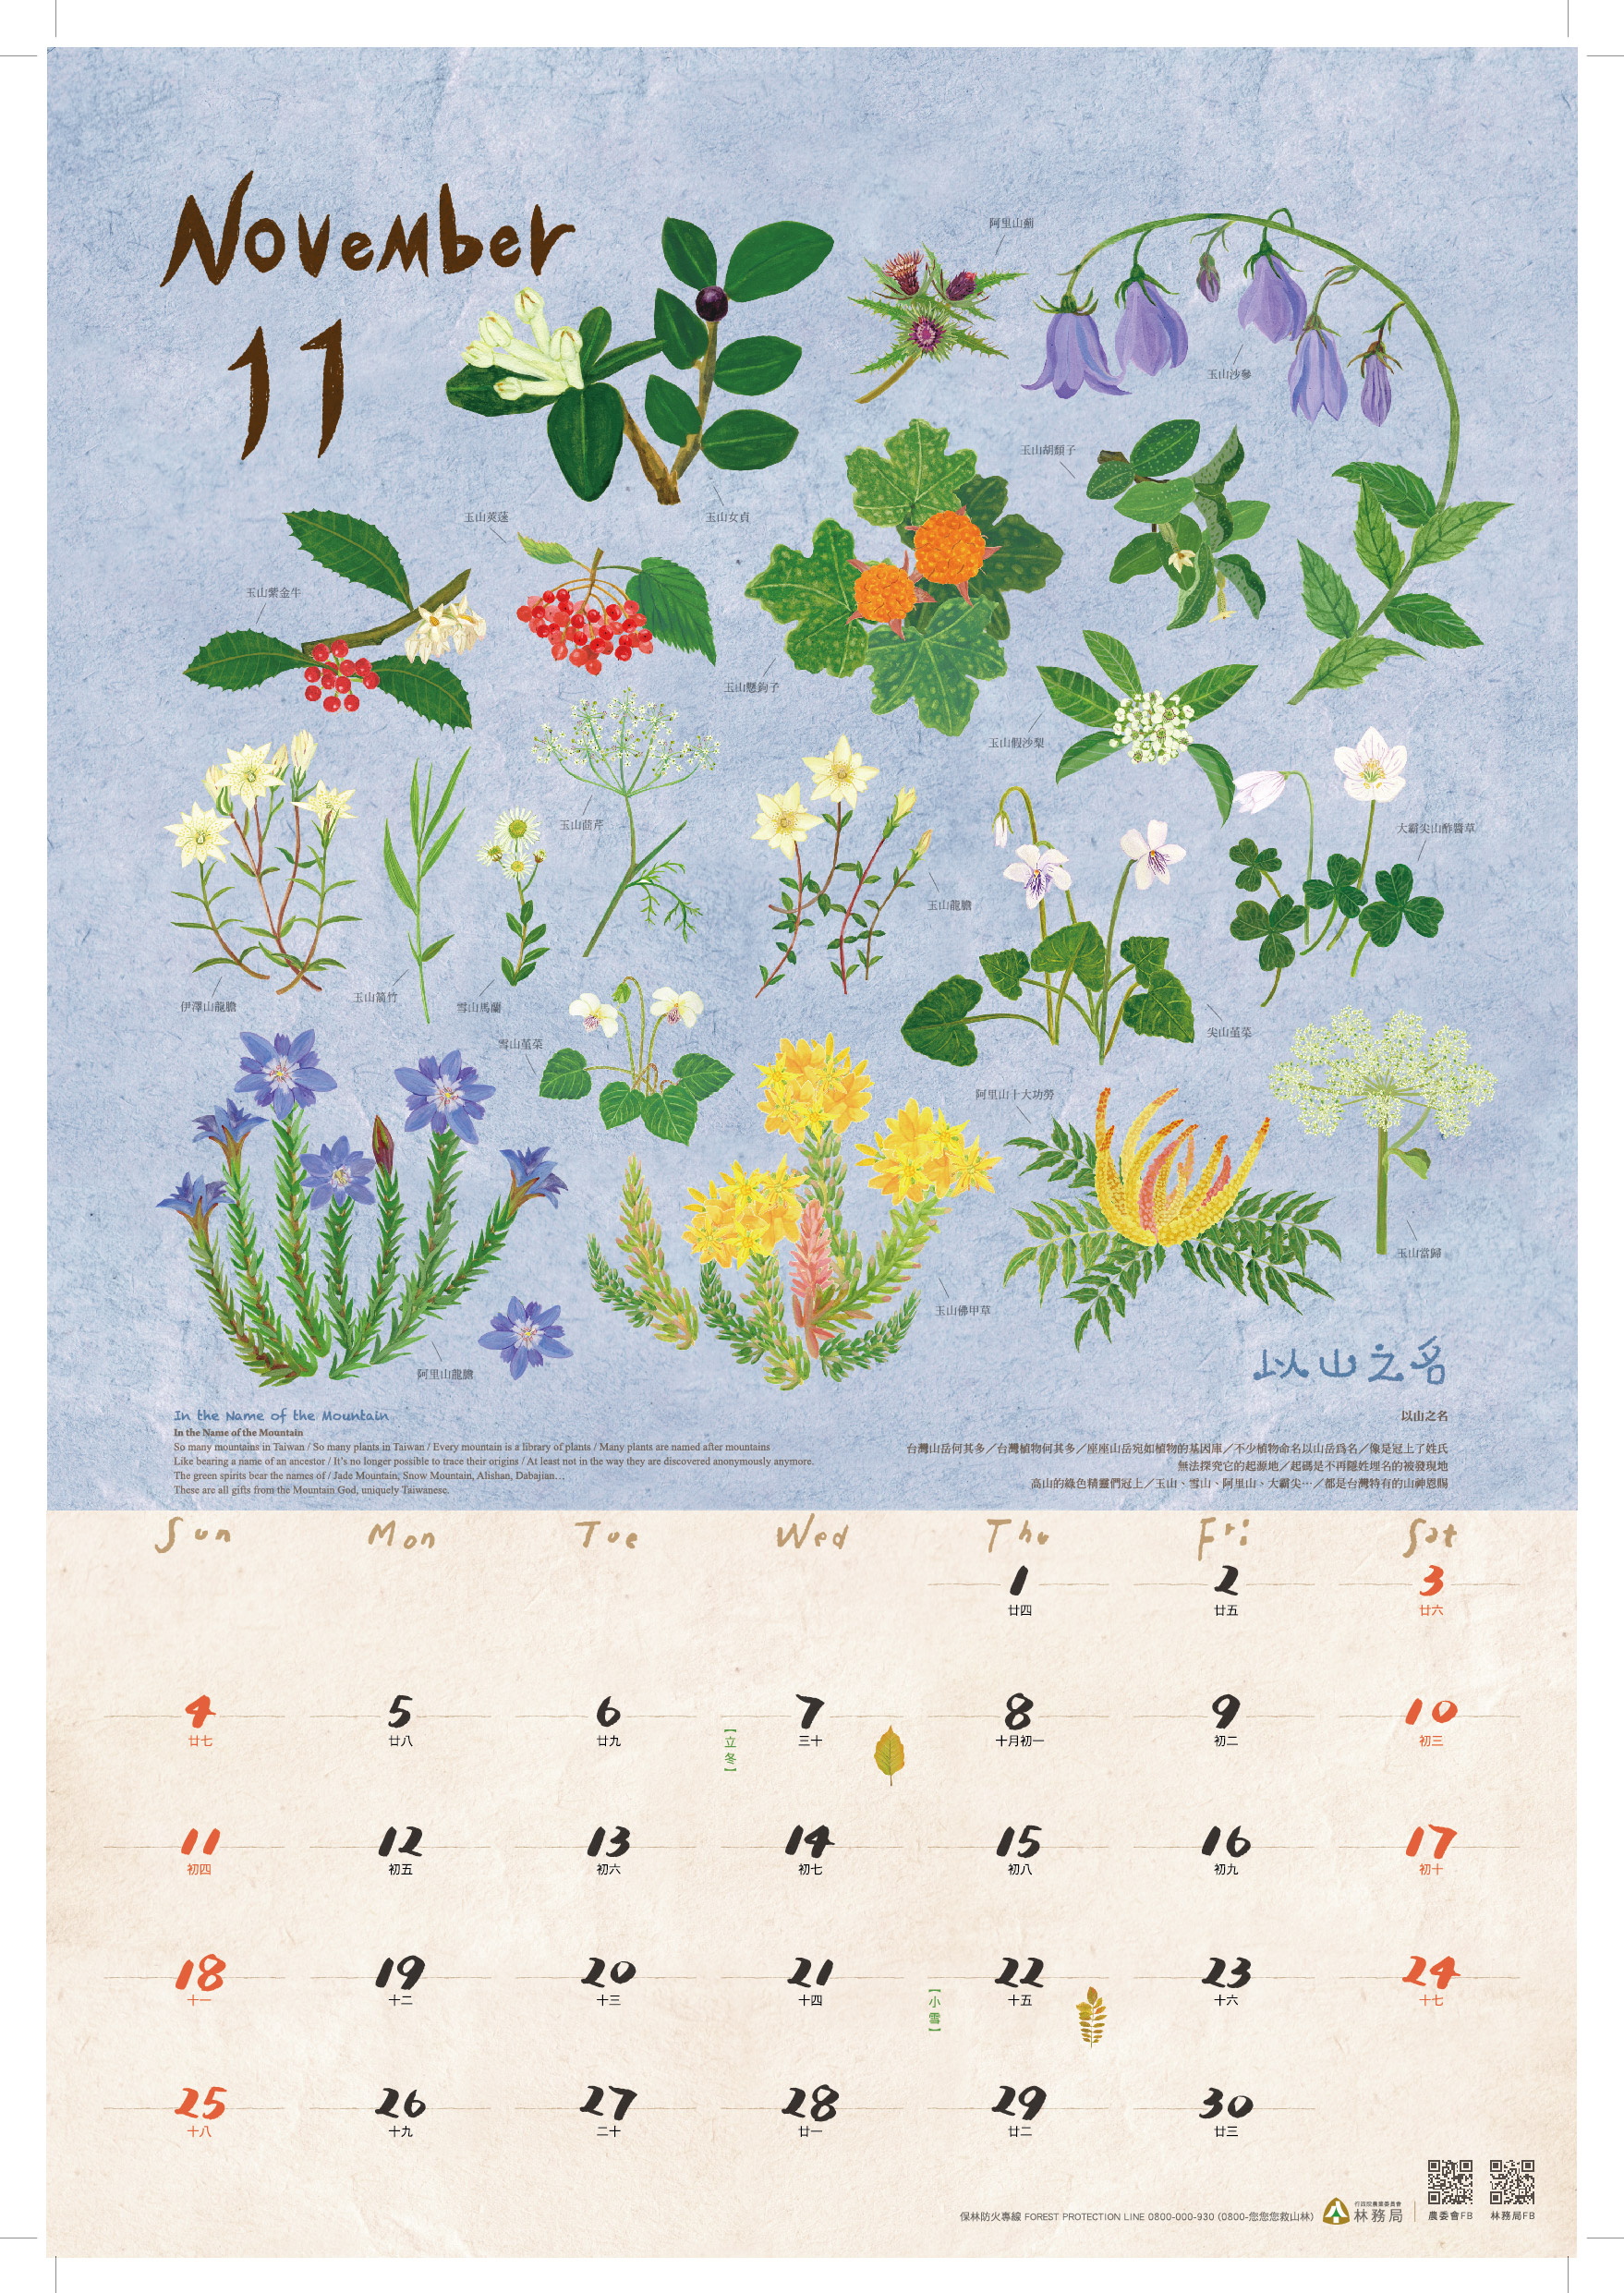 November
11
阿里山薊
玉山沙參
玉山胡頹子
玉山莢蒾
玉山女貞
玉山紫金牛
玉山懸鉤子
玉山假沙梨
玉山茴芹
大霸尖山酢醬草
玉山龍膽
伊澤山龍膽
玉山箭竹
雪山馬蘭
雪山堇菜
尖山堇菜
阿里山十大功勞
玉山當歸
玉山佛甲草
阿里山龍膽
以山之名
In the Name of the Mountain
In the Name of the Mountain
So many mountains in Taiwan / So many plants in Taiwan / Every mountain is a library of plants / Many plants are named after mountains
Like bearing a name of an ancestor / It's no longer possible to trace their origins / At least not in the way they are discovered anonymously anymore.
The green spirits bear the names of / Jade Mountain, Snow Mountain, Alishan, Dabajian…
These are all gifts from the Mountain God, uniquely Taiwanese.
以山之名
台灣山岳何其多／台灣植物何其多／座座山岳宛如植物的基因庫／不少植物命名以山岳爲名／像是冠上了姓氏
無法探究它的起源地／起碼是不再隱姓埋名的被發現地
高山的綠色精靈們冠上／玉山、雪山、阿里山、大霸尖⋯／都是台灣特有的山神恩賜
Sun Mon Tue Wed Thu Fri Sat
1 2 3
廿四 廿五 廿六
4 5 6 7 8 9 10
廿七 廿八 廿九 【立冬】 三十 十月初一 初二 初三
11 12 13 14 15 16 17
初四 初五 初六 初七 初八 初九 初十
18 19 20 21 22 23 24
十一 十二 十三 十四 【小雪】 十五 十六 十七
25 26 27 28 29 30
十八 十九 二十 廿一 廿二 廿三
保林防火專線 FOREST PROTECTION LINE 0800-000-930 (0800-您您您救山林)
行政院農業委員會
林務局
農委會FB 林務局FB